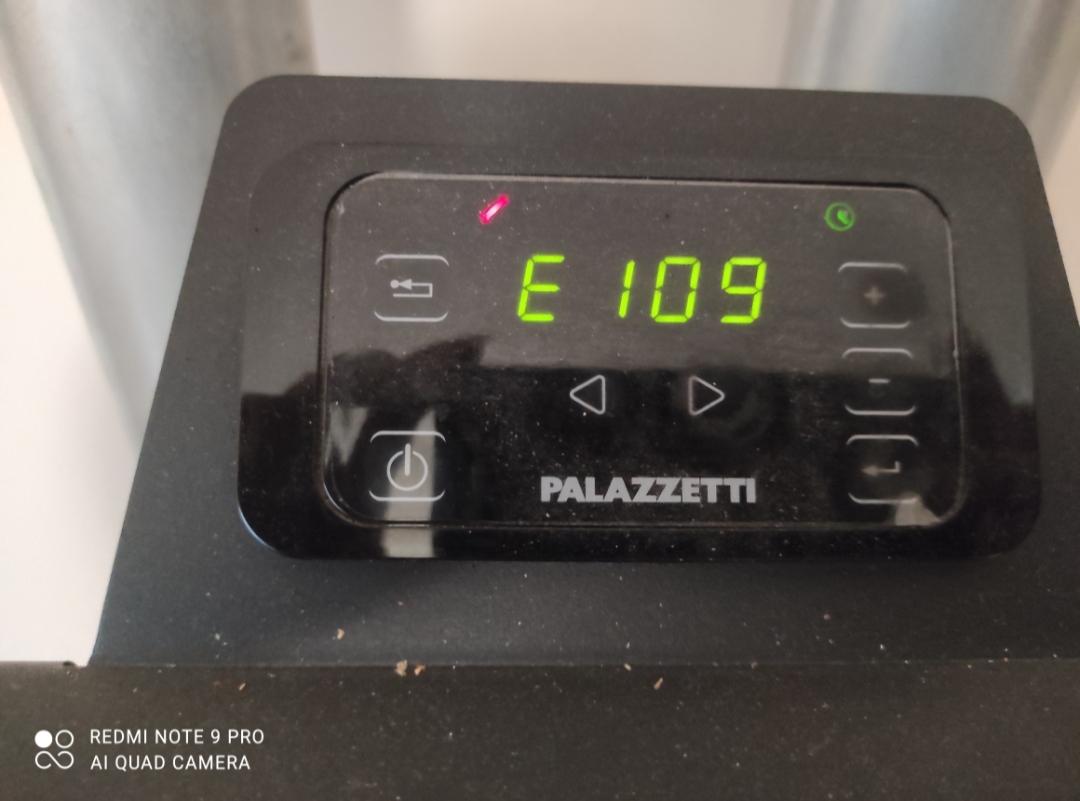 E 109
PALAZZETTI
REDMI NOTE 9 PRO
AI QUAD CAMERA